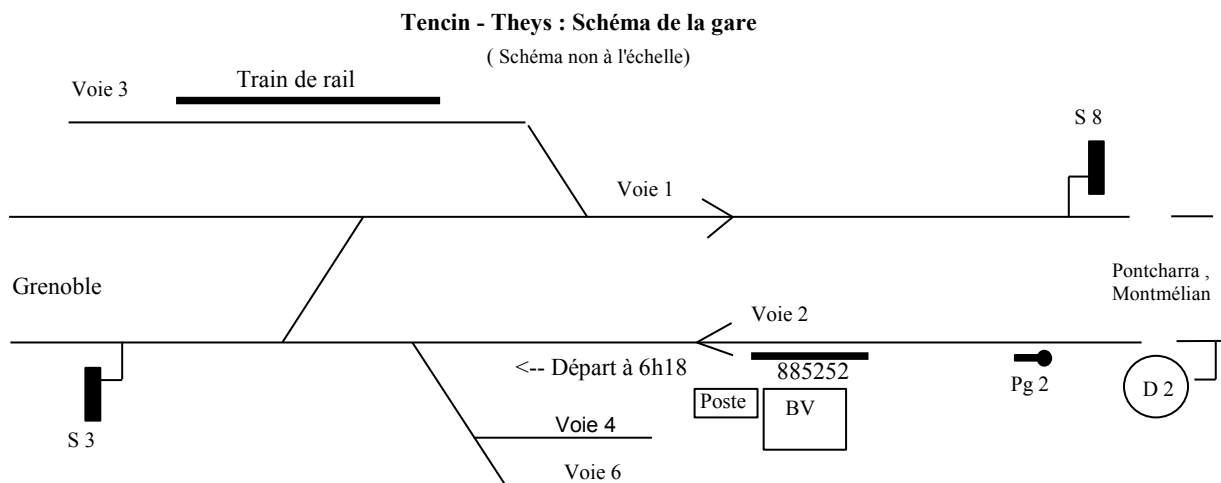 Tencin - Theys : Schéma de la gare
( Schéma non à l'échelle)
Voie 3
Train de rail
S 8
Voie 1
Grenoble
Pontcharra ,
Montmélian
Voie 2
<-- Départ à 6h18
885252
Pg 2
D 2
Poste
BV
S 3
Voie 4
Voie 6